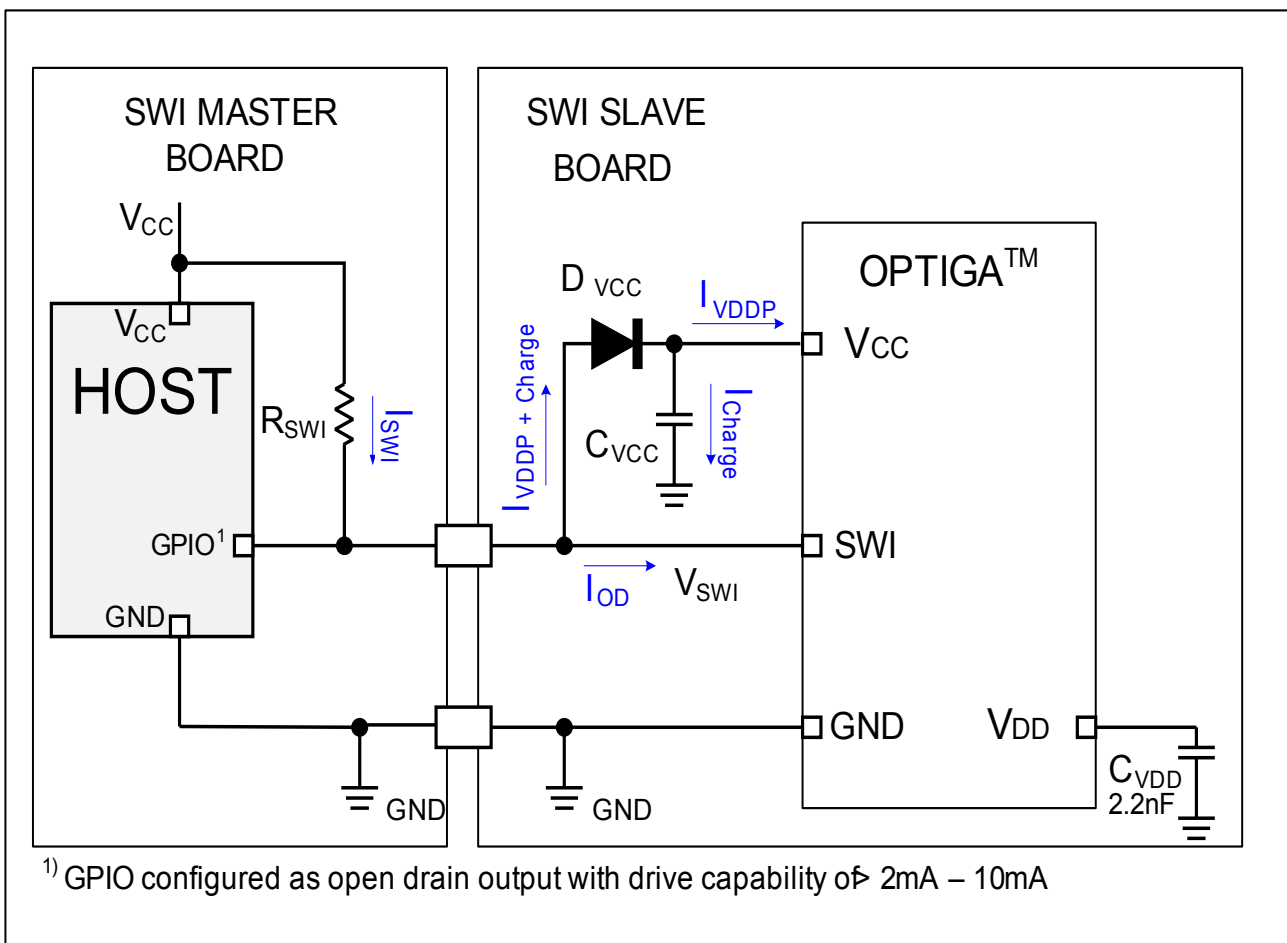 SWI MASTER
BOARD
VCC
VCC
HOST
RSWI
ISWI
GPIO1
GND
GND
SWI SLAVE
BOARD
D VCC
IVDDP
IVDDP + Charge
CVCC
ICharge
IOD
VSWI
GND
OPTIGATM
VCC
SWI
GND
VDD
CVDD
2.2nF
1) GPIO configured as open drain output with drive capability of> 2mA – 10mA